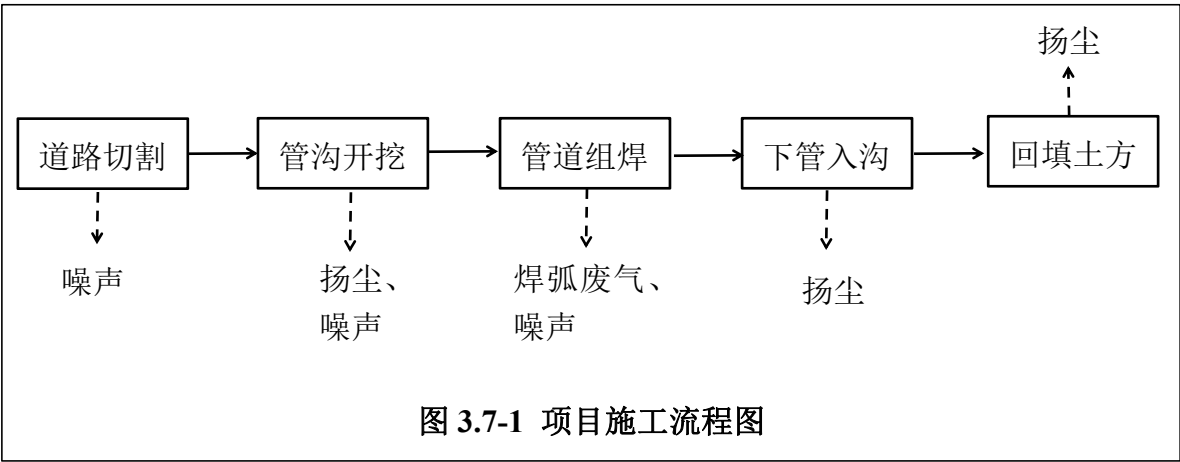 扬尘
道路切割
管沟开挖
管道组焊
下管入沟
回填土方
噪声
扬尘、
噪声
焊弧废气、
噪声
扬尘
图 3.7-1 项目施工流程图